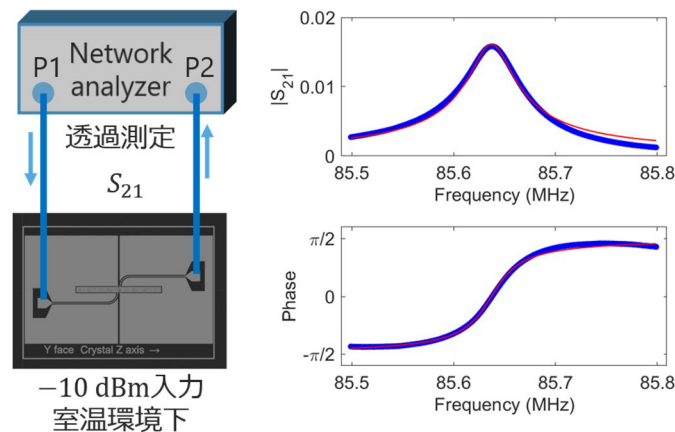 P1
Network
analyzer
P2
透過測定
S21
Y face Crystal Z axis →
−10 dBm入力
室温環境下
|S21|
0.02
0.01
0
85.5 85.6 85.7 85.8
Frequency (MHz)
Phase
π/2
0
-π/2
85.5 85.6 85.7 85.8
Frequency (MHz)